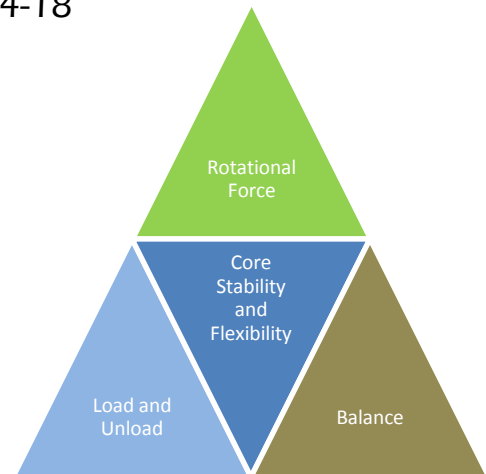 4-18
Rotational
Force
Core
Stability
and
Flexibility
Load and
Unload
Balance